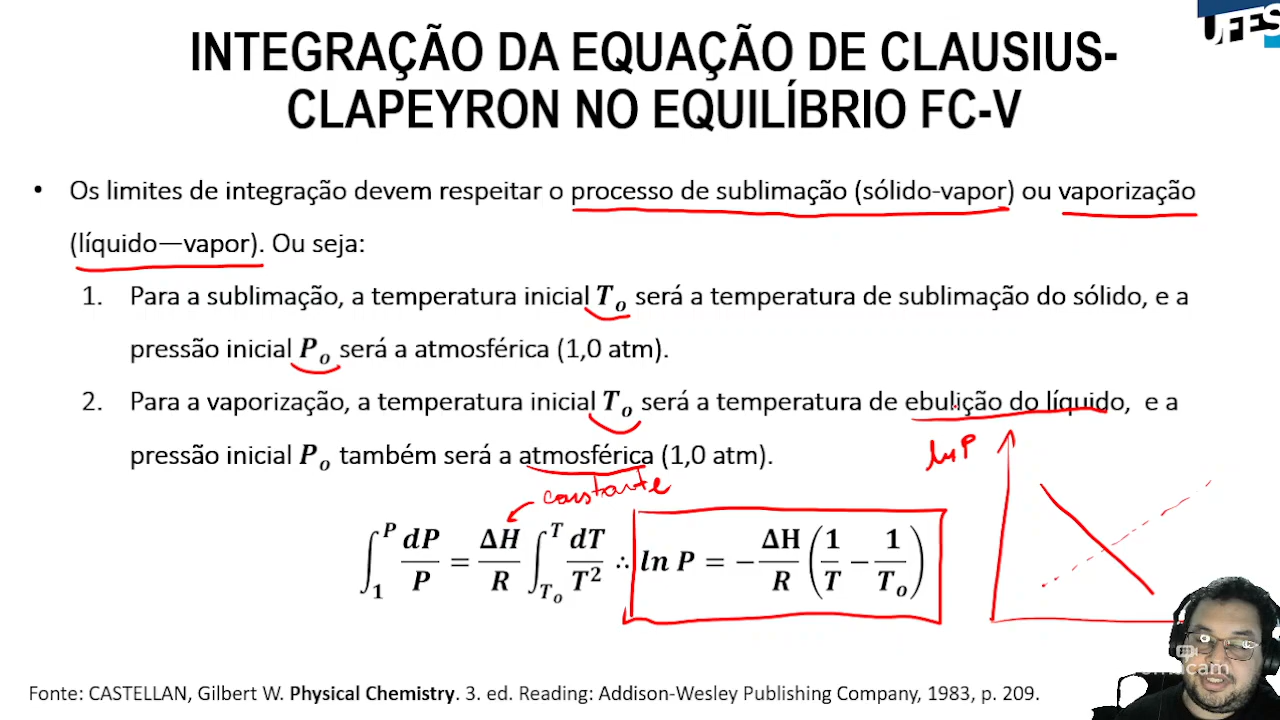 UFES
INTEGRAÇÃO DA EQUAÇÃO DE CLAUSIUS-
CLAPEYRON NO EQUILÍBRIO FC-V
• Os limites de integração devem respeitar o processo de sublimação (sólido-vapor) ou vaporização
(líquido—vapor). Ou seja:
1. Para a sublimação, a temperatura inicial T₀ será a temperatura de sublimação do sólido, e a
pressão inicial P₀ será a atmosférica (1,0 atm).
2. Para a vaporização, a temperatura inicial T₀ será a temperatura de ebulição do líquido, e a
pressão inicial P₀ também será a atmosférica (1,0 atm).
ln P
constante
∫₁^P dP/P = ΔH/R ∫_{T₀}^T dT/T² ∴ ln P = −ΔH/R (1/T − 1/T₀)
Fonte: CASTELLAN, Gilbert W. Physical Chemistry. 3. ed. Reading: Addison-Wesley Publishing Company, 1983, p. 209.